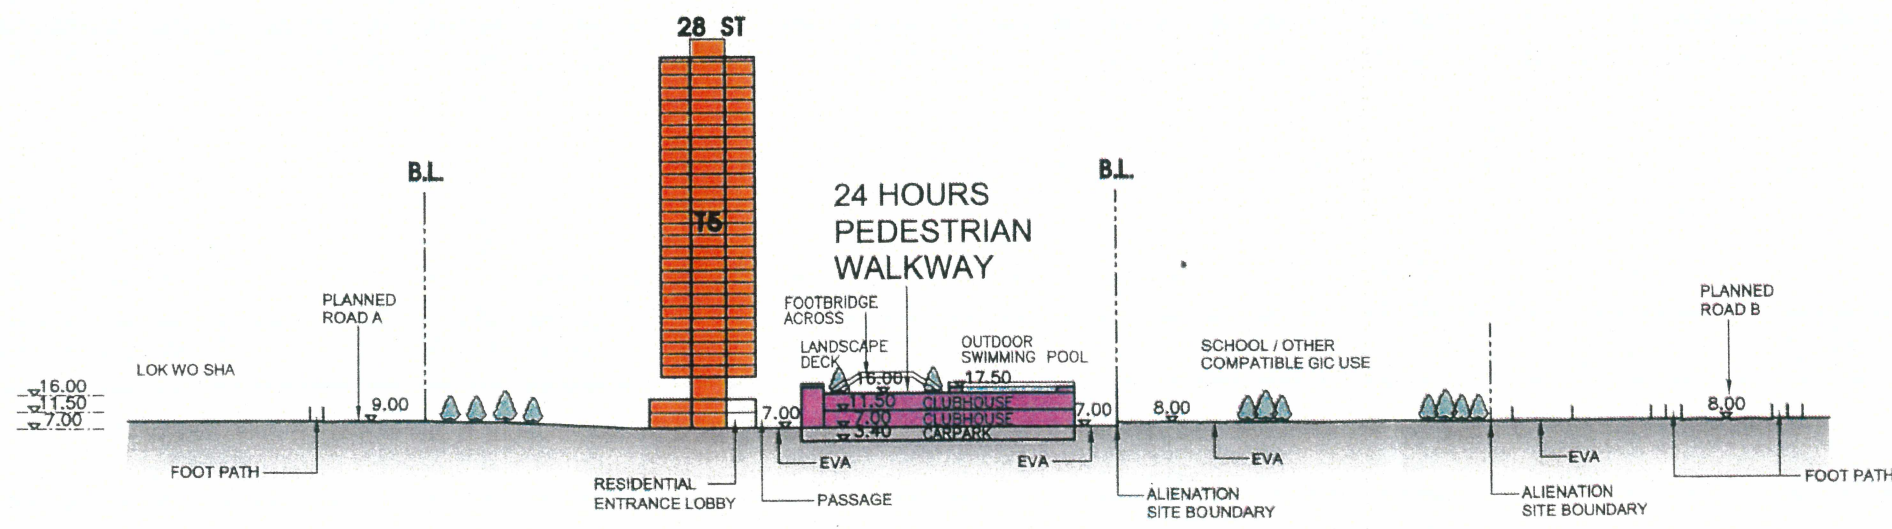 28 ST
B.L.
B.L.
T5
24 HOURS
PEDESTRIAN
WALKWAY
PLANNED
ROAD A
FOOTBRIDGE
ACROSS
PLANNED
ROAD B
LOK WO SHA
LANDSCAPE
DECK
OUTDOOR
SWIMMING POOL
SCHOOL / OTHER
COMPATIBLE GIC USE
16.00
11.50
7.00
9.00
7.00
16.00
17.50
11.50 CLUBHOUSE
7.00 CLUBHOUSE
3.40 CARPARK
7.00
8.00
8.00
FOOT PATH
RESIDENTIAL
ENTRANCE LOBBY
EVA
PASSAGE
EVA
ALIENATION
SITE BOUNDARY
EVA
ALIENATION
SITE BOUNDARY
EVA
FOOT PATH